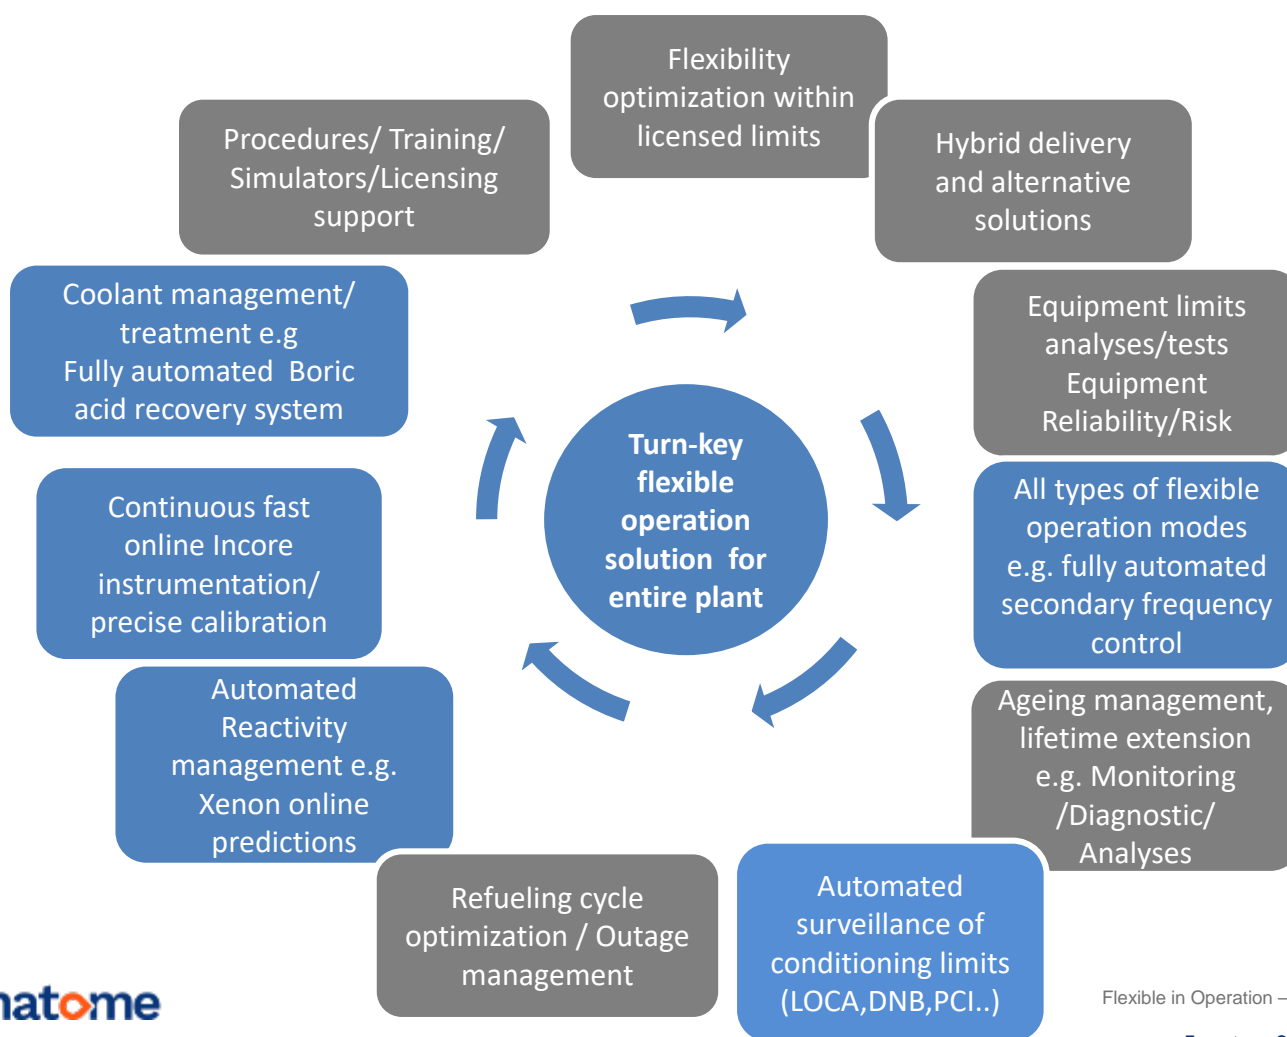 Flexibility
optimization within
licensed limits
Hybrid delivery
and alternative
solutions
Equipment limits
analyses/tests
Equipment
Reliability/Risk
All types of flexible
operation modes
e.g. fully automated
secondary frequency
control
Ageing management,
lifetime extension
e.g. Monitoring
/Diagnostic/
Analyses
Automated
surveillance of
conditioning limits
(LOCA,DNB,PCI..)
Refueling cycle
optimization / Outage
management
Automated
Reactivity
management e.g.
Xenon online
predictions
Continuous fast
online Incore
instrumentation/
precise calibration
Coolant management/
treatment e.g
Fully automated  Boric
acid recovery system
Procedures/ Training/
Simulators/Licensing
support
Turn-key
flexible
operation
solution  for
entire plant
matome
Flexible in Operation –